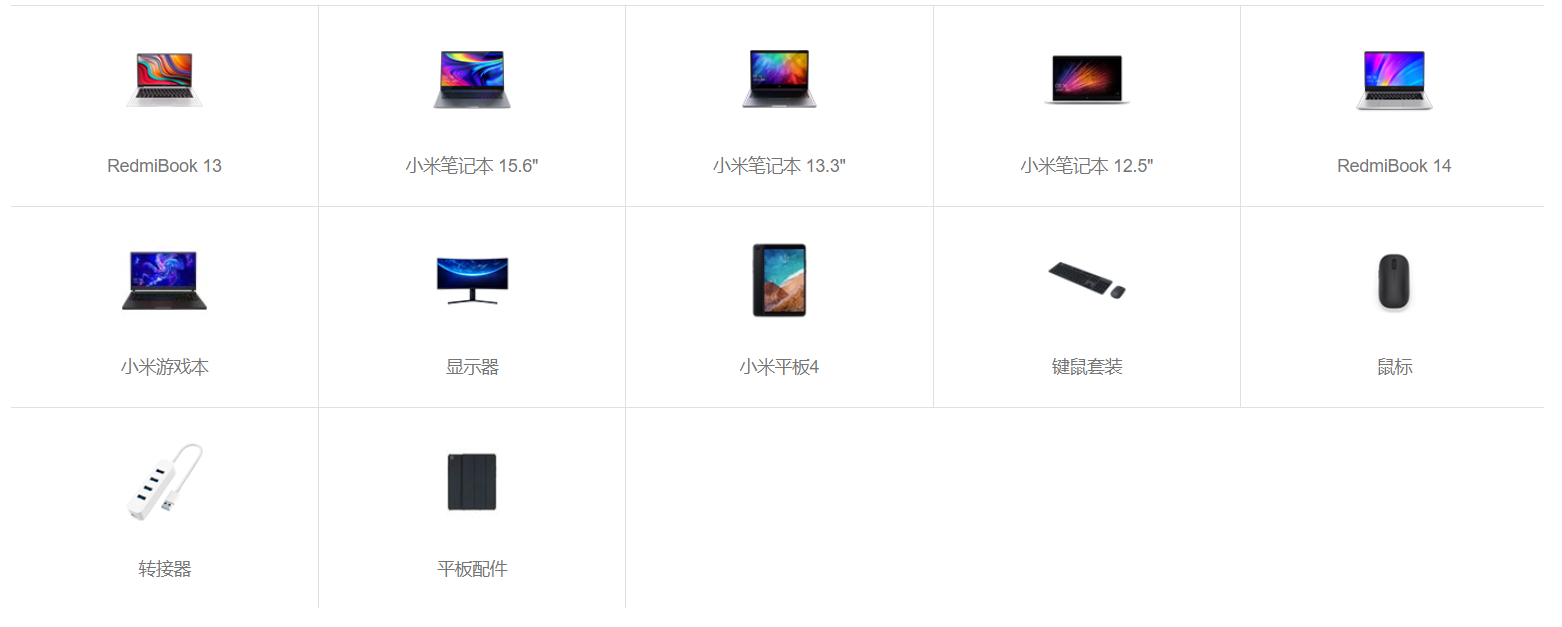 RedmiBook 13
小米笔记本 15.6"
小米笔记本 13.3"
小米笔记本 12.5"
RedmiBook 14
小米游戏本
显示器
小米平板4
键鼠套装
鼠标
转接器
平板配件